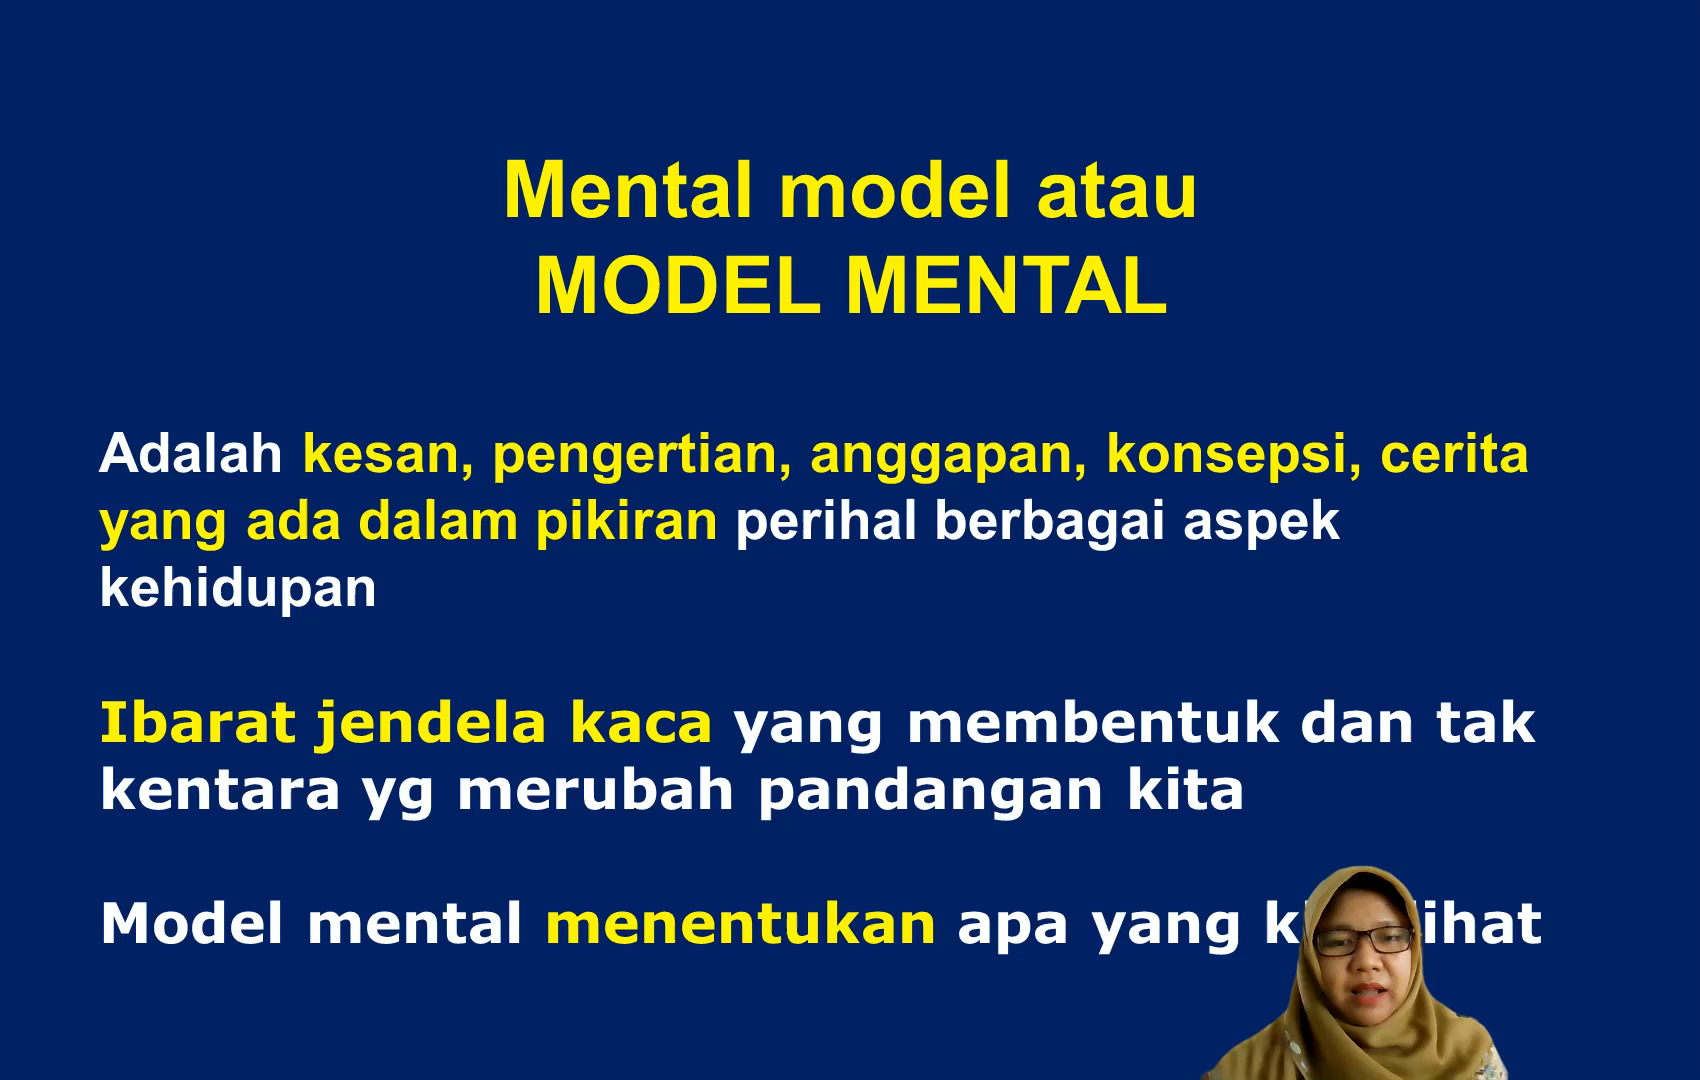 Mental model atau
MODEL MENTAL
Adalah kesan, pengertian, anggapan, konsepsi, cerita
yang ada dalam pikiran perihal berbagai aspek
kehidupan
Ibarat jendela kaca yang membentuk dan tak
kentara yg merubah pandangan kita
Model mental menentukan apa yang